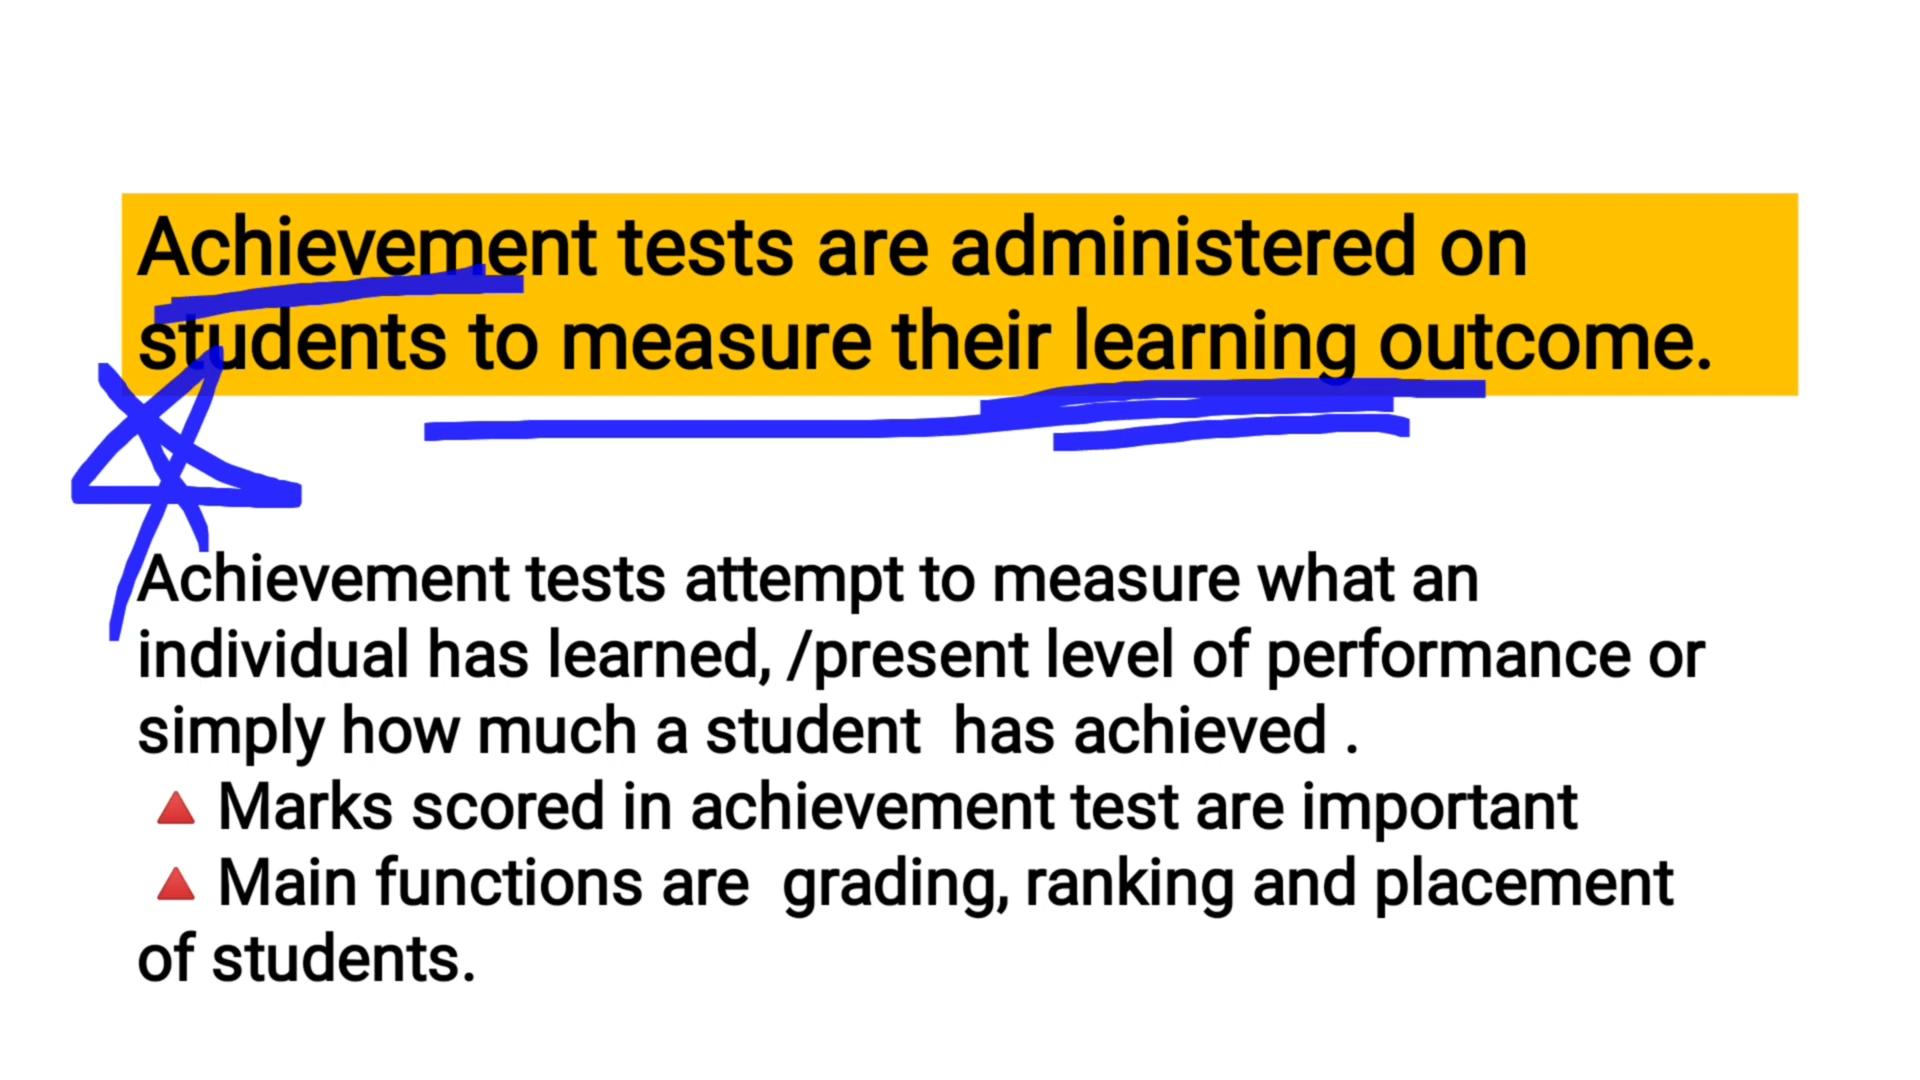 Achievement tests are administered on
students to measure their learning outcome.
Achievement tests attempt to measure what an
individual has learned, /present level of performance or
simply how much a student  has achieved .
🔺Marks scored in achievement test are important
🔺Main functions are  grading, ranking and placement
of students.